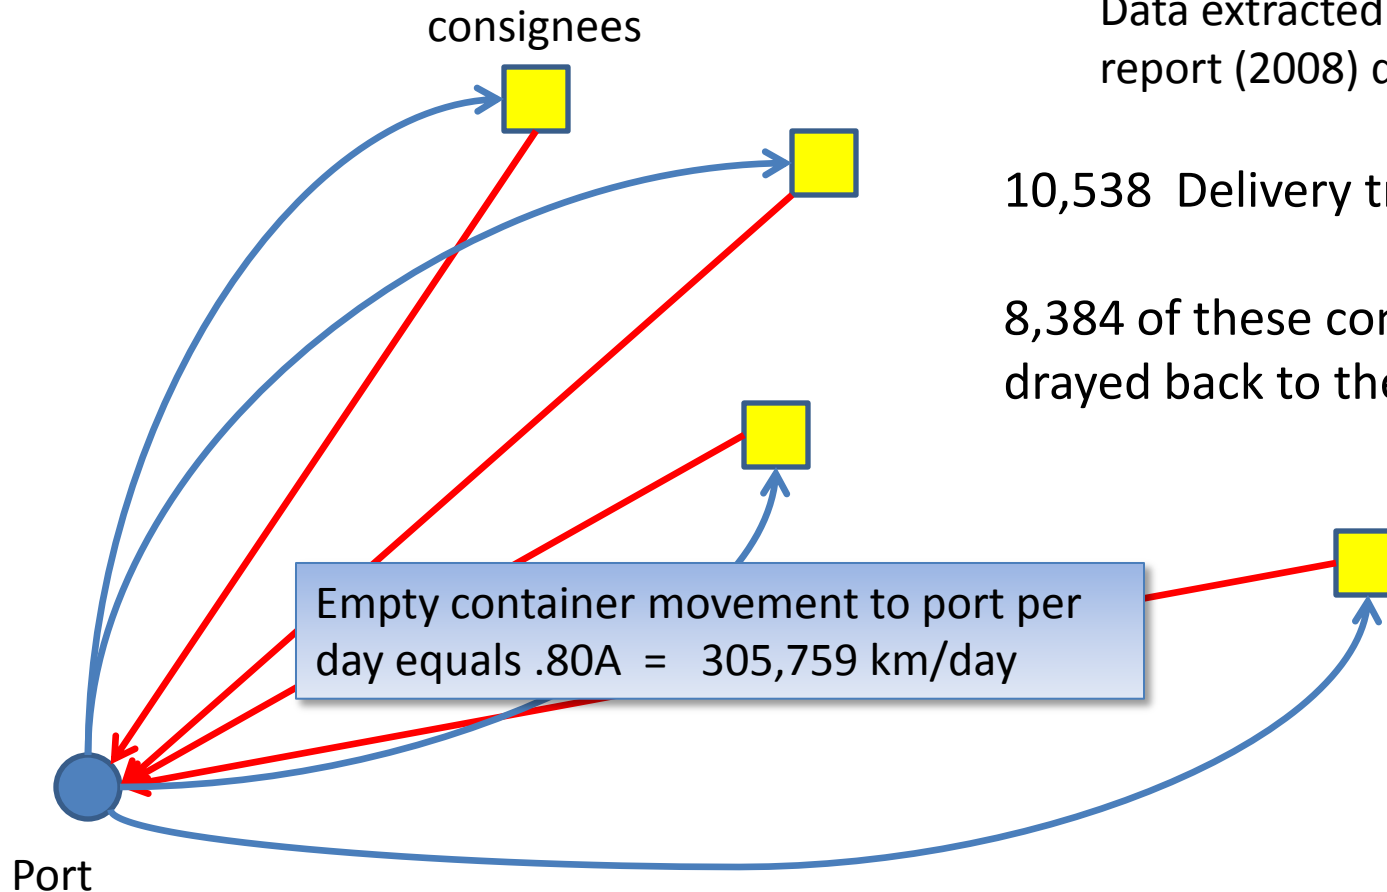 consignees
Data extracted
report (2008)
10,538 Delivery
8,384 of these
drayed back to the
Empty container movement to port per
day equals .80A = 305,759 km/day
Port